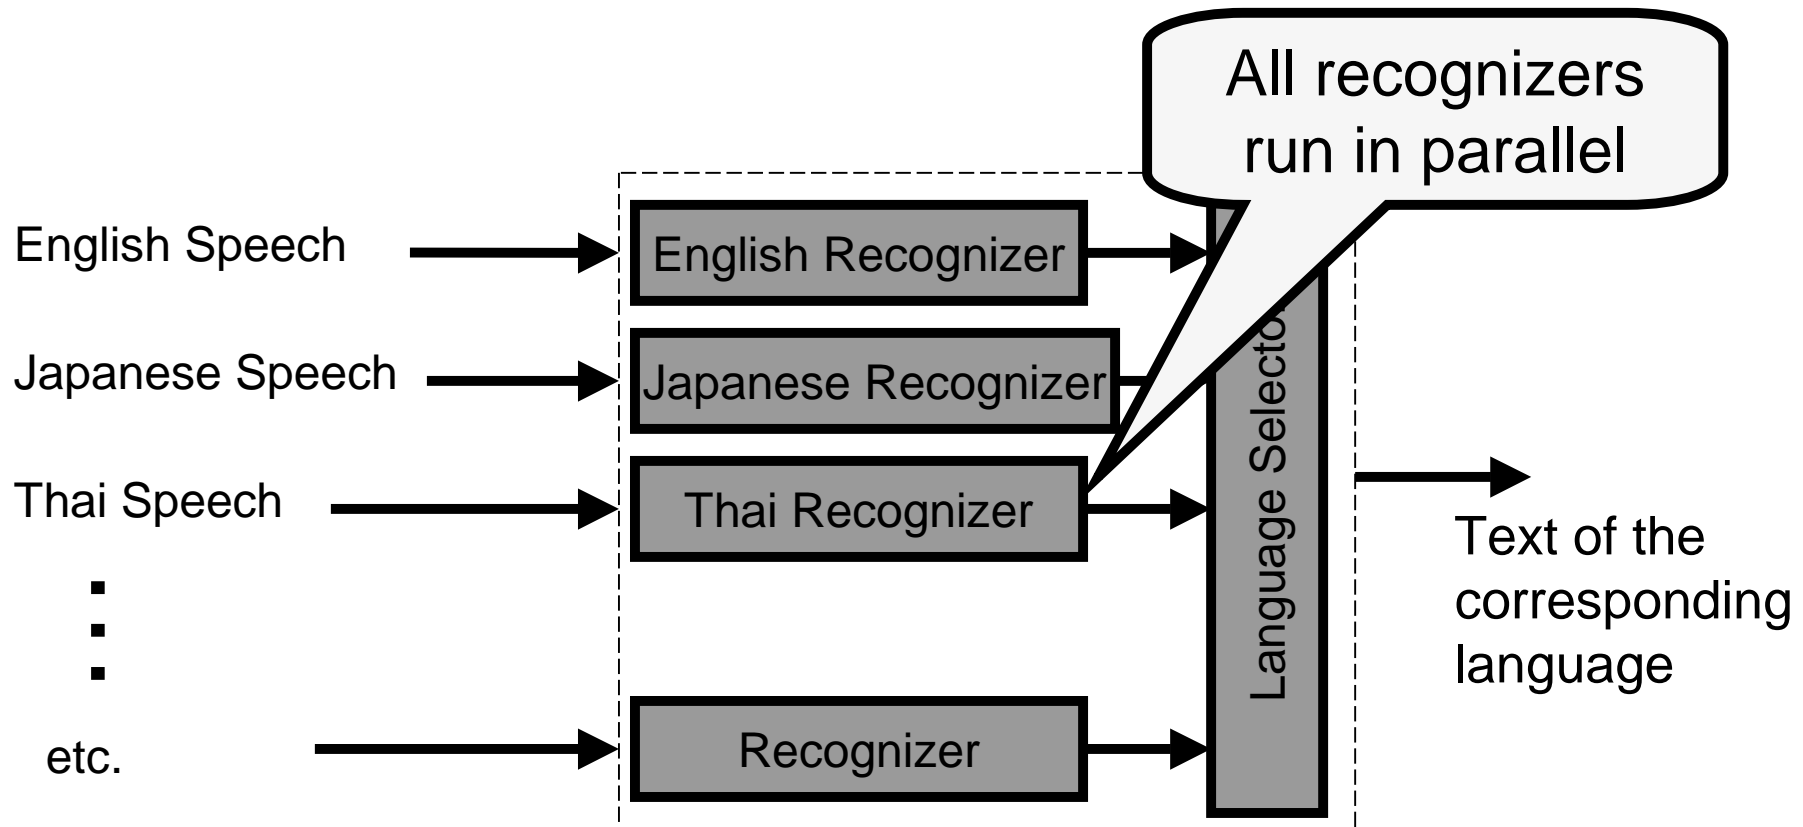 All recognizers
run in parallel
English Speech
English Recognizer
Japanese Speech
Japanese Recognizer
Thai Speech
Thai Recognizer
etc.
Recognizer
Language Selecto
Text of the
corresponding
language